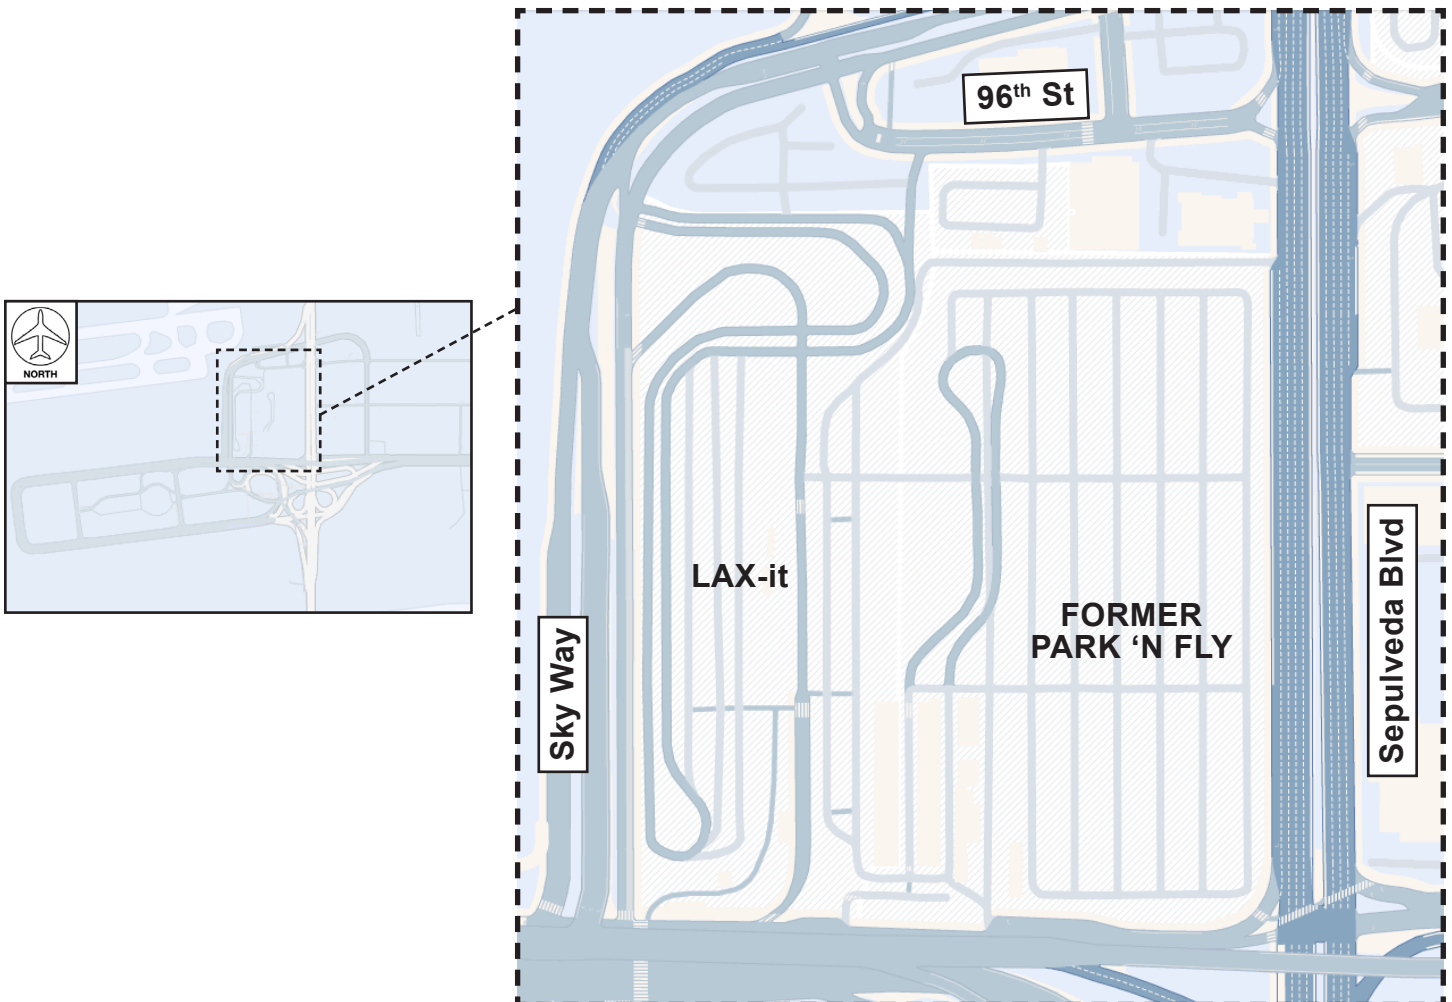 96th St
NORTH
LAX-it
FORMER
PARK ‘N FLY
Sky Way
Sepulveda Blvd